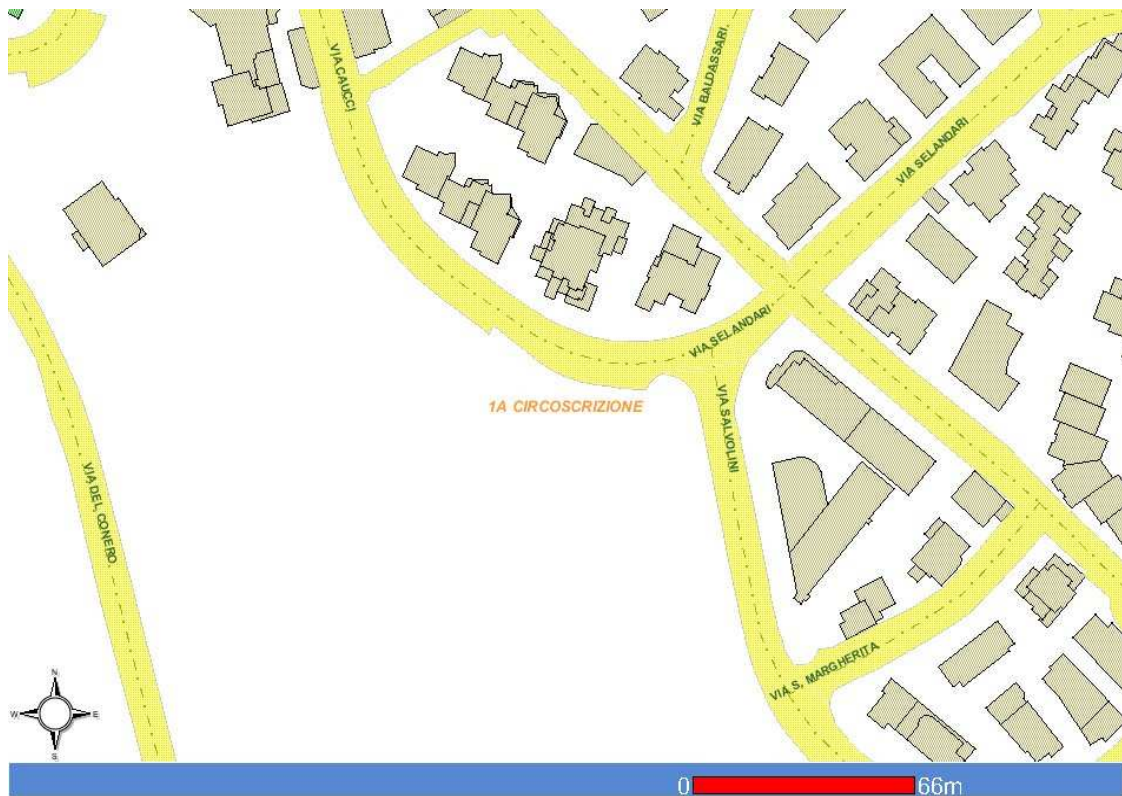 VIA CAUCCI
VIA BALDASSARI
VIA SELANDARI
VIA SELANDARI
1A CIRCOSCRIZIONE
VIA SALVOLINI
VIA DEL CONERO
VIA S. MARGHERITA
N
W E
S
0 66m